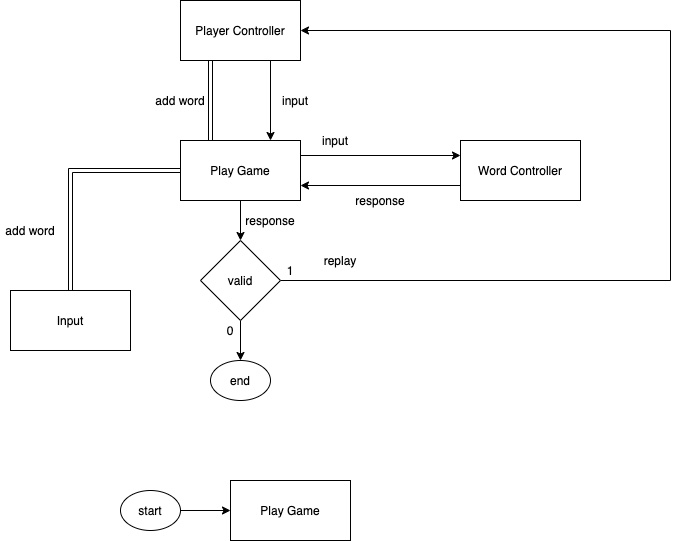 Player Controller
add word
input
input
Play Game
Word Controller
response
response
add word
replay
1
valid
Input
0
end
start
Play Game